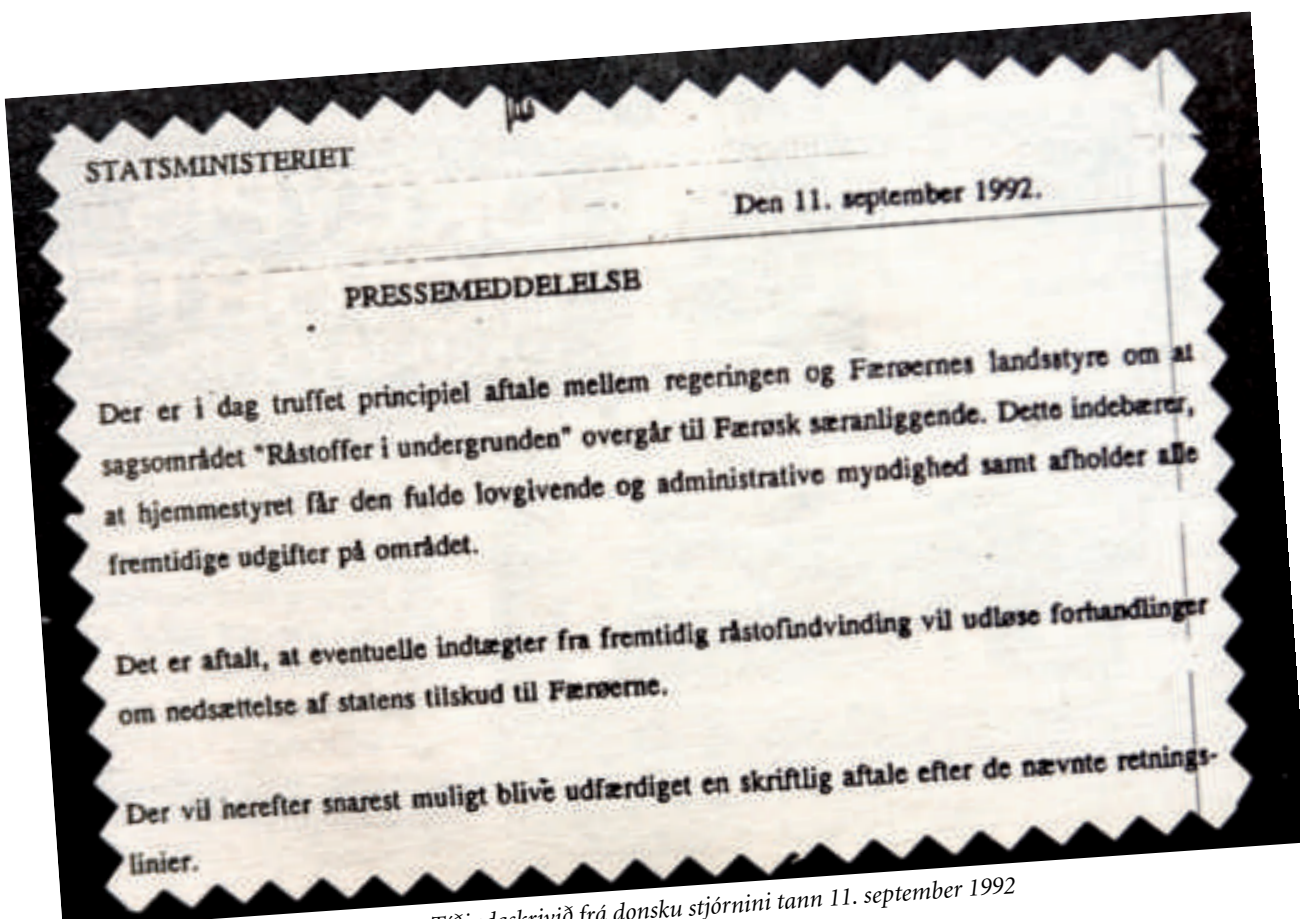 STATSMINISTERIET
Den 11. september 1992.
PRESSEMEDDELELSE
Der er i dag truffet principiel aftale mellem regeringen og Færøernes landsstyre om at
sagsområdet "Råstoffer i undergrunden" overgår til Færøsk særanliggende. Dette indebærer,
at hjemmestyret får den fulde lovgivende og administrative myndighed samt afholder alle
fremtidige udgifter på området.
Det er aftalt, at eventuelle indtægter fra fremtidig råstofindvinding vil udløse forhandlinger
om nedsættelse af statens tilskud til Færøerne.
Der vil herefter snarest muligt blive udfærdiget en skriftlig aftale efter de nævnte retnings-
linier.
frá donsku stjórnini tann 11. september 1992